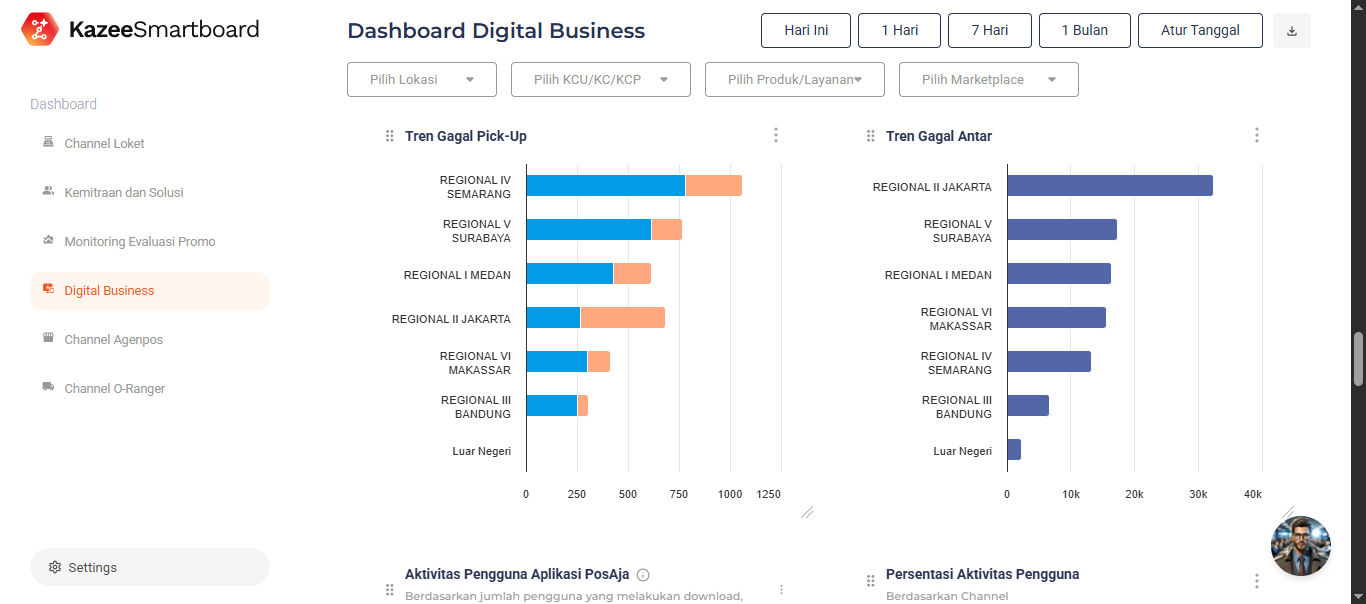 KazeeSmartboard
Dashboard Digital Business
Hari Ini
1 Hari
7 Hari
1 Bulan
Atur Tanggal
Pilih Lokasi
Pilih KCU/KC/KCP
Pilih Produk/Layanan
Pilih Marketplace
Dashboard
Channel Loket
Kemitraan dan Solusi
Monitoring Evaluasi Promo
Digital Business
Channel Agenpos
Channel O-Ranger
Settings
Tren Gagal Pick-Up
REGIONAL IV
SEMARANG
REGIONAL V
SURABAYA
REGIONAL I MEDAN
REGIONAL II JAKARTA
REGIONAL VI
MAKASSAR
REGIONAL III
BANDUNG
Luar Negeri
0 250 500 750 1000 1250
Tren Gagal Antar
REGIONAL II JAKARTA
REGIONAL V
SURABAYA
REGIONAL I MEDAN
REGIONAL VI
MAKASSAR
REGIONAL IV
SEMARANG
REGIONAL III
BANDUNG
Luar Negeri
0 10k 20k 30k 40k
Aktivitas Pengguna Aplikasi PosAja
Berdasarkan jumlah pengguna yang melakukan download,
Persentasi Aktivitas Pengguna
Berdasarkan Channel